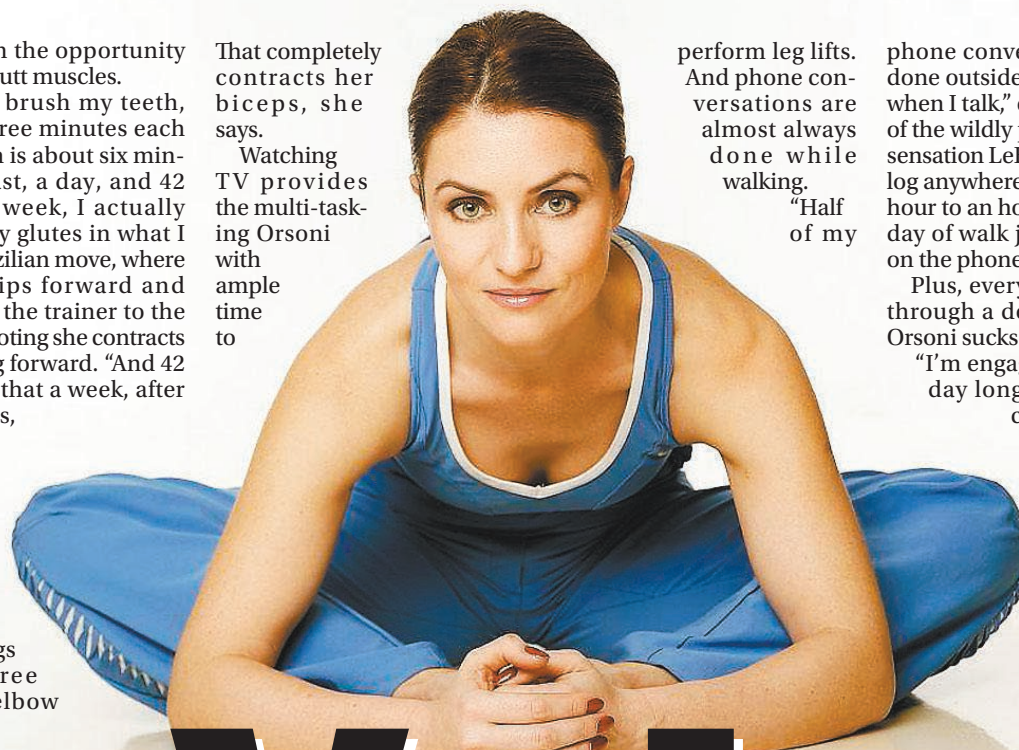 the opportunity
utt muscles.
brush my teeth,
ree minutes each
is about six min-
st, a day, and 42
week, I actually
y glutes in what I
zilian move, where
ips forward and
the trainer to the
oting she contracts
g forward. “And 42
that a week, after
s,
gs
ree
elbow
That completely
contracts her
biceps, she
says.
Watching
TV provides
the multi-task-
ing Orsoni
with
ample
time
to
perform leg lifts.
And phone con-
versations are
almost always
done while
walking.
“Half
of my
phone conve
done outside
when I talk,”
of the wildly
sensation Lel
log anywhere
hour to an ho
day of walk j
on the phone
Plus, every
through a do
Orsoni sucks
“I’m enga
day long